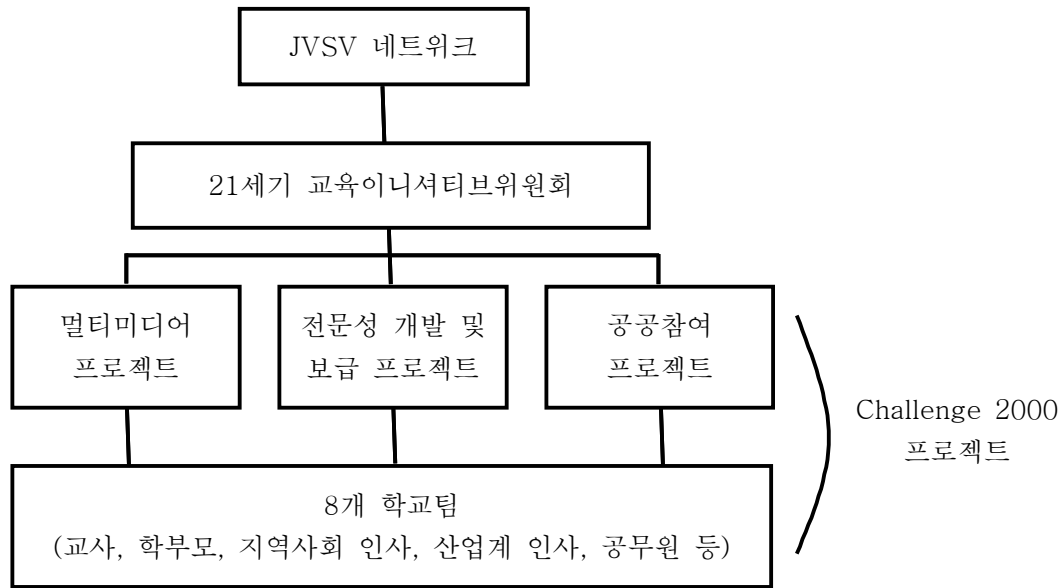 JVSV 네트워크
21세기 교육이니셔티브위원회
멀티미디어
프로젝트
전문성 개발 및
보급 프로젝트
공공참여
프로젝트
Challenge 2000
프로젝트
8개 학교팀
(교사, 학부모, 지역사회 인사, 산업계 인사, 공무원 등)